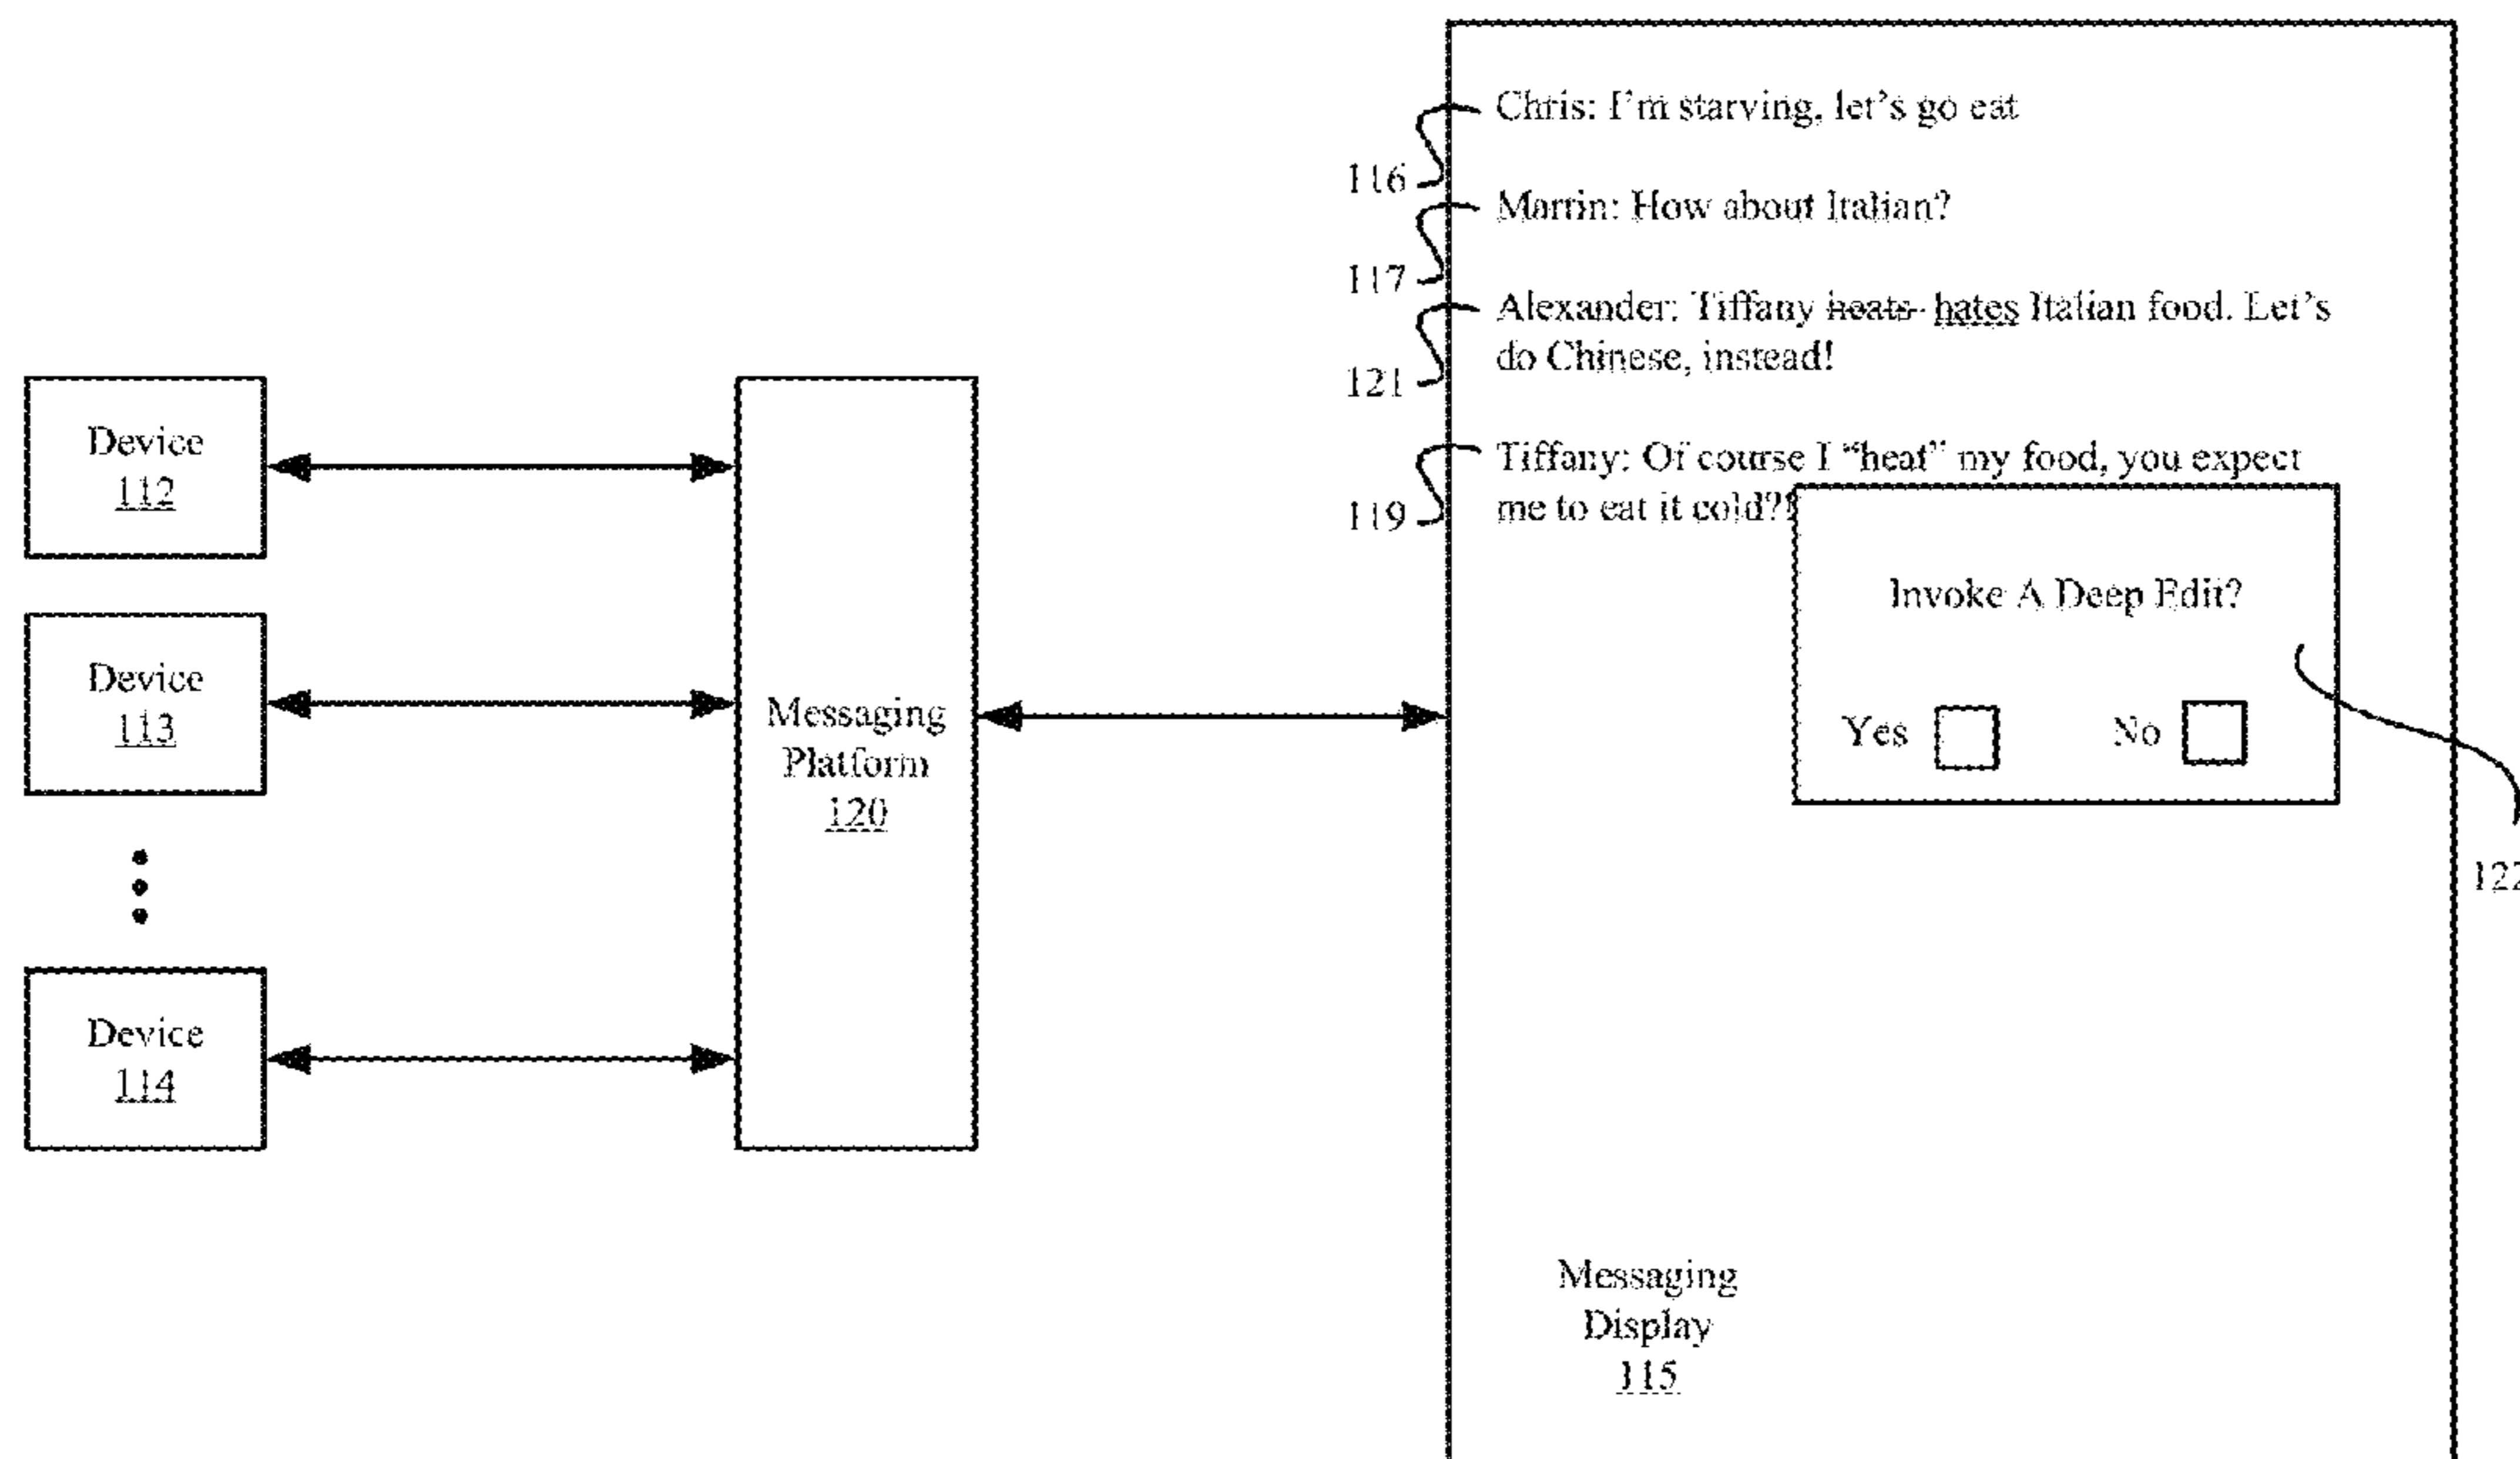 Chris: I'm starving, let's go eat
116
Martin: How about Italian?
117
Alexander: Tiffany heats hates Italian food. Let's
do Chinese, instead!
121
Tiffany: Of course I "heat" my food, you expect
me to eat it cold?!
119
Invoke A Deep Edit?
Yes
No
122
Device
112
Device
113
Device
114
Messaging
Platform
120
Messaging
Display
115